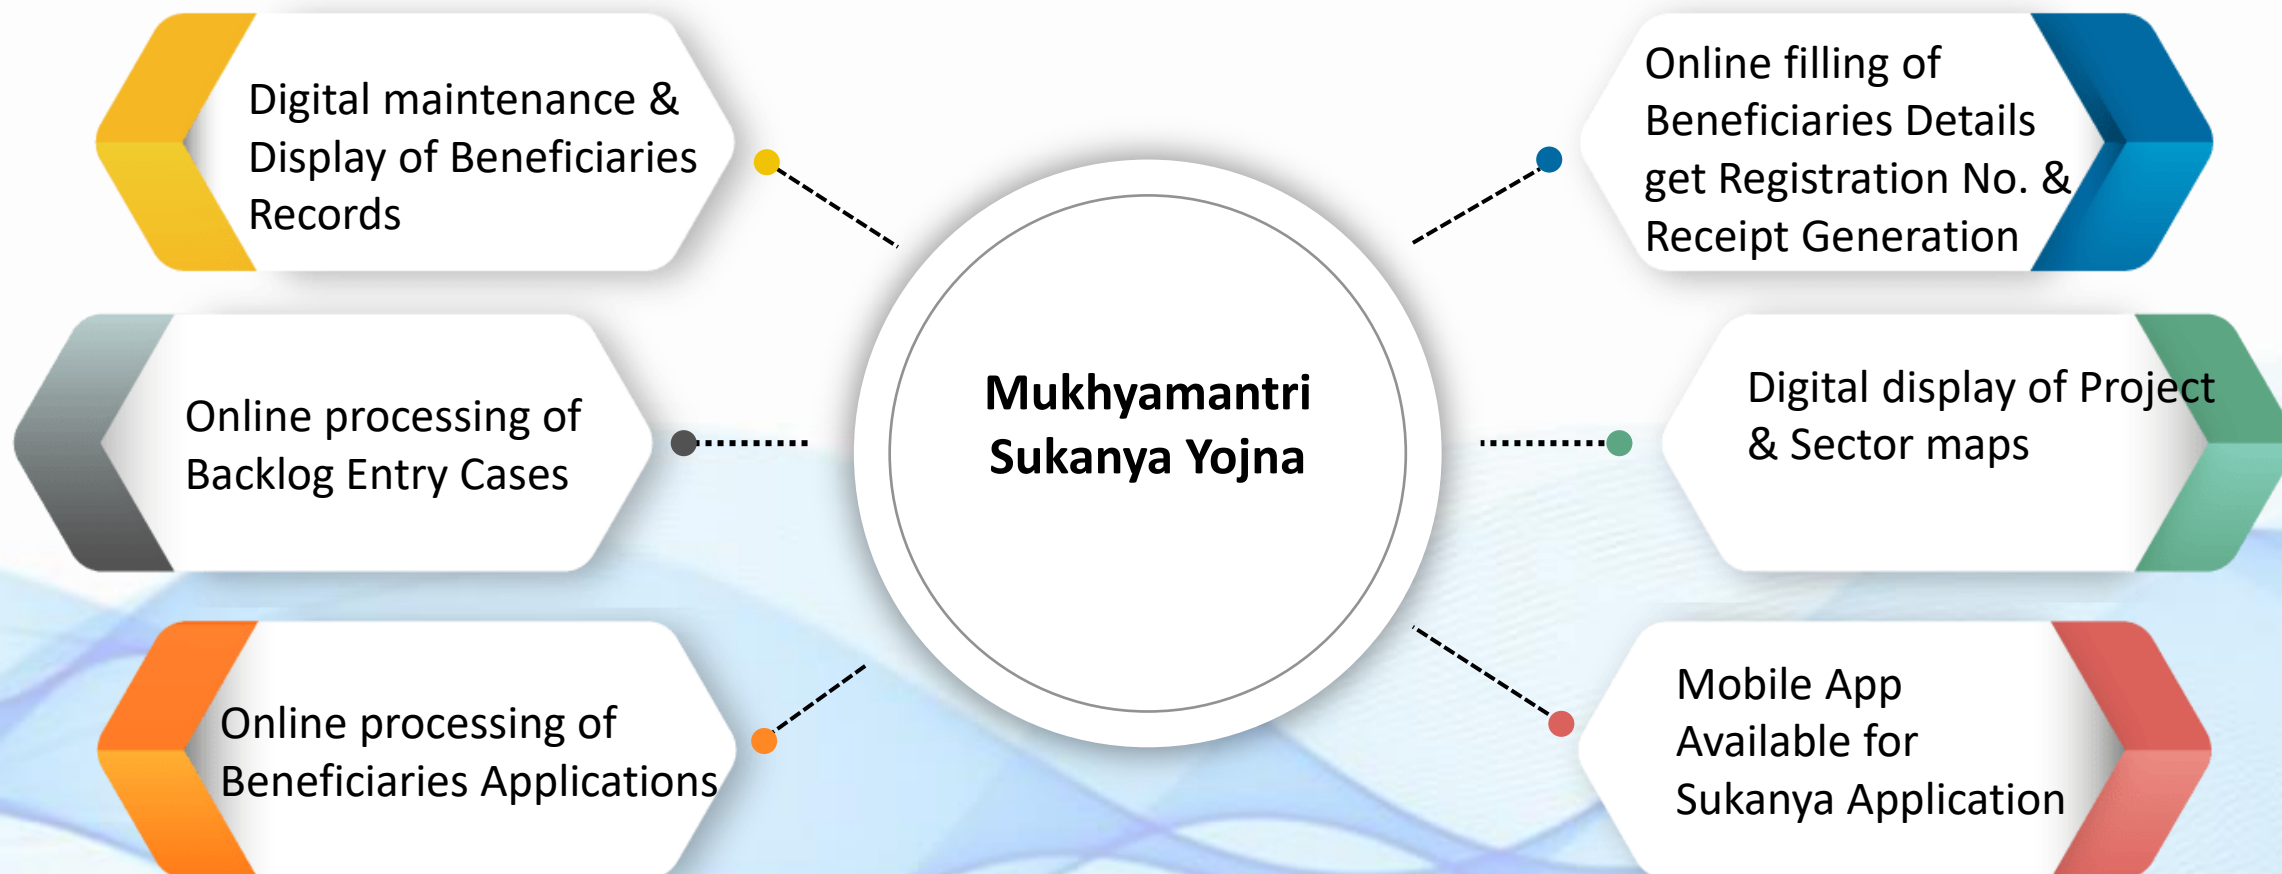 Digital maintenance &
Display of Beneficiaries
Records
Online processing of
Backlog Entry Cases
Online processing of
Beneficiaries Applications
Mukhyamantri
Sukanya Yojna
Online filling of
Beneficiaries Details
get Registration No. &
Receipt Generation
Digital display of Project
& Sector maps
Mobile App
Available for
Sukanya Application